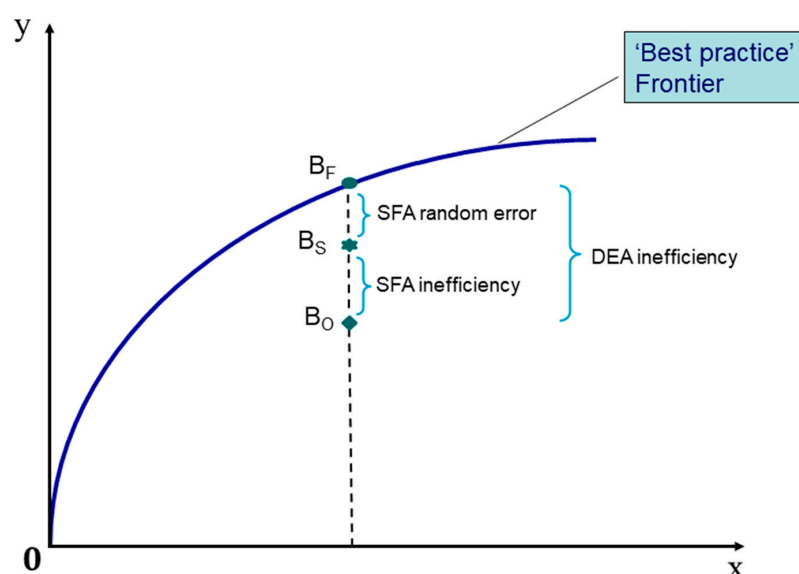 y
‘Best practice’
Frontier
B_F
SFA random error
B_S
DEA inefficiency
SFA inefficiency
B_O
0
x